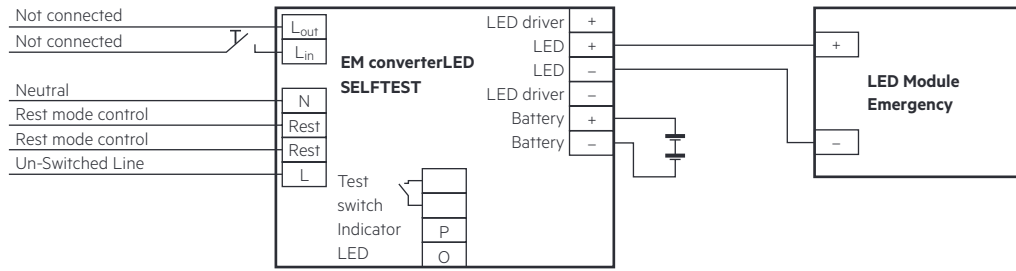 Not connected
Not connected
Neutral
Rest mode control
Rest mode control
Un-Switched Line
Lout
Lin
N
Rest
Rest
L
EM converterLED
SELFTEST
Test
switch
Indicator P
LED O
LED driver +
LED +
LED –
LED driver –
Battery +
Battery –
+
–
LED Module
Emergency